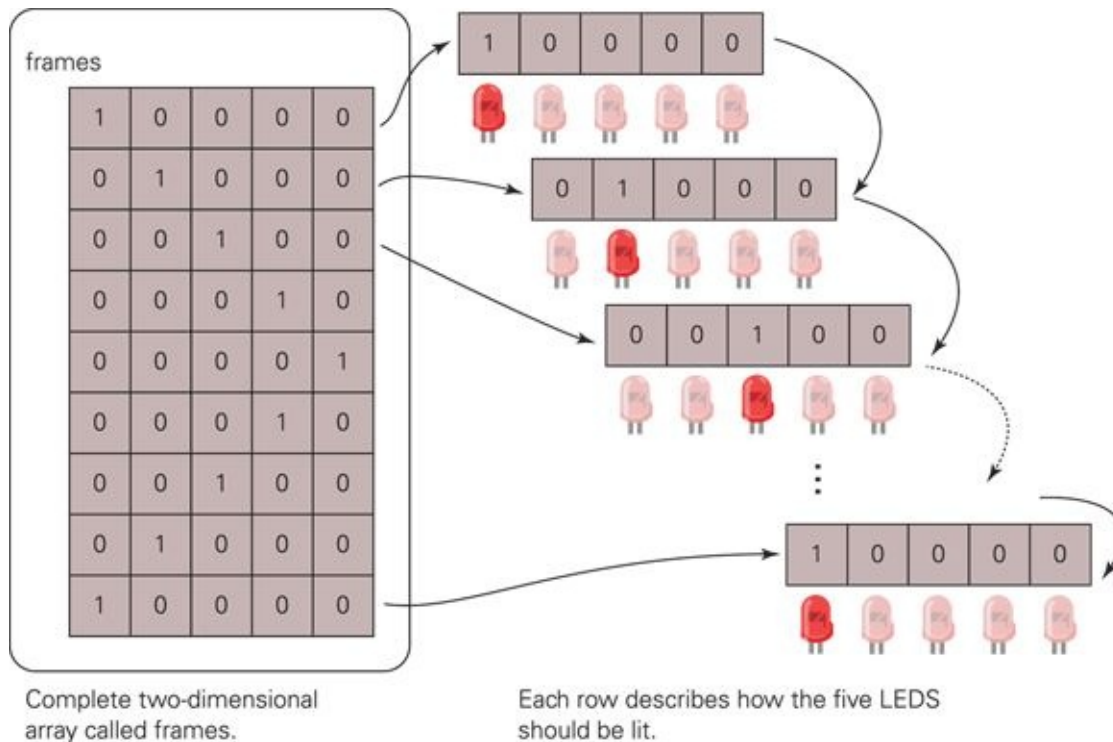 frames
1 0 0 0 0
0 1 0 0 0
0 0 1 0 0
0 0 0 1 0
0 0 0 0 1
0 0 0 1 0
0 0 1 0 0
0 1 0 0 0
1 0 0 0 0
1 0 0 0 0
0 1 0 0 0
0 0 1 0 0
1 0 0 0 0
Complete two-dimensional
array called frames.
Each row describes how the five LEDS
should be lit.